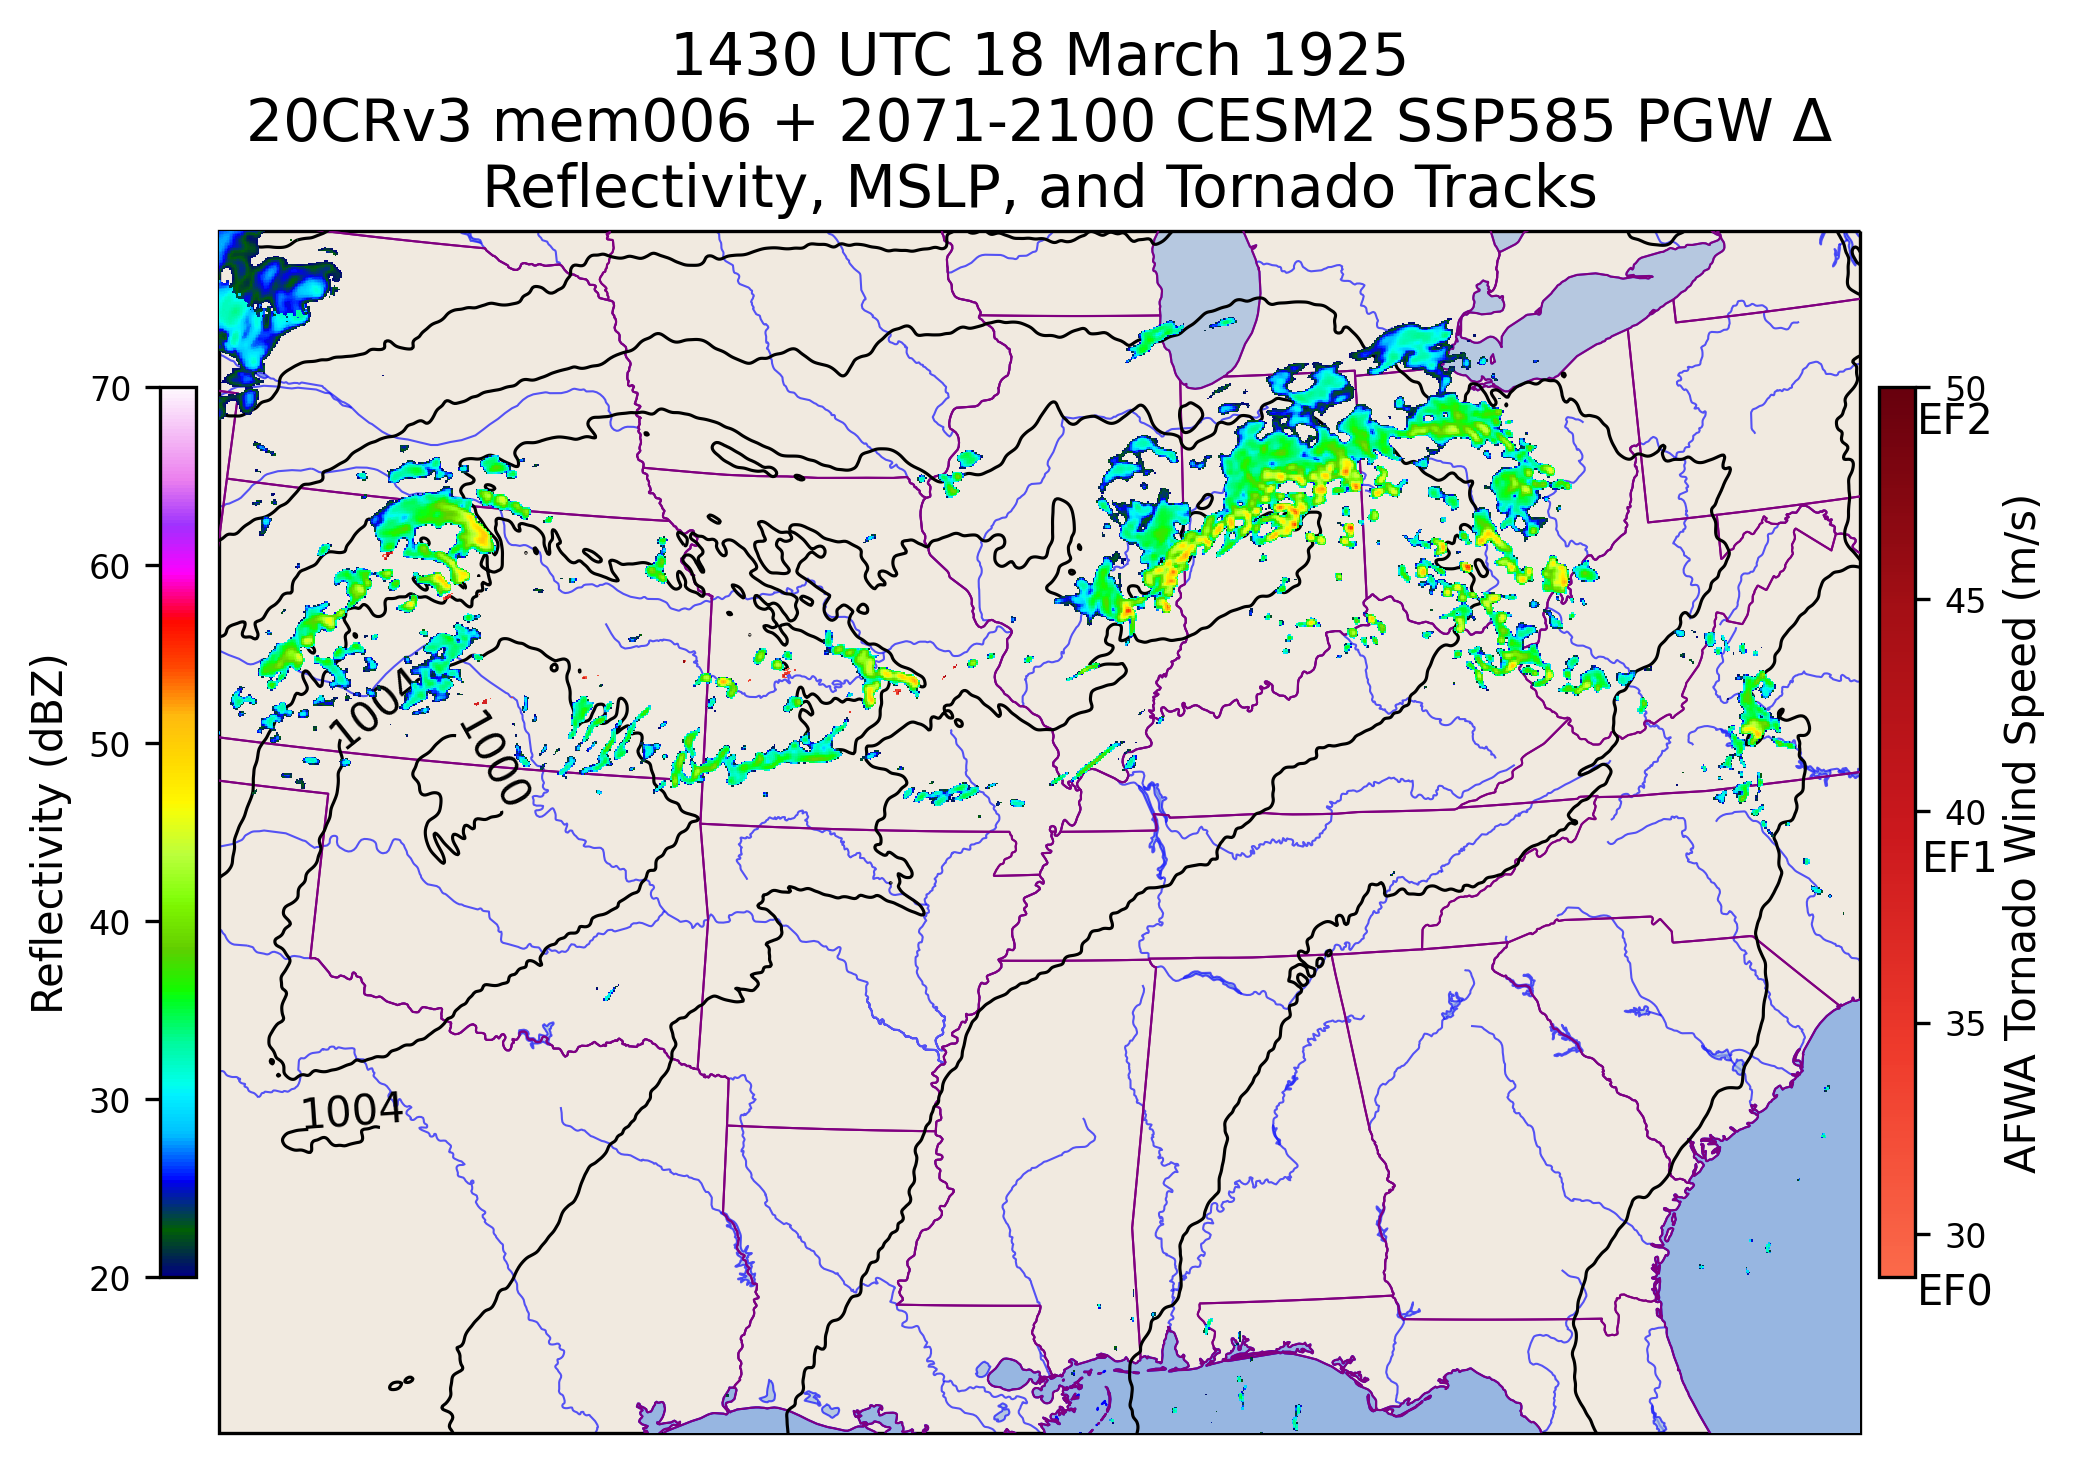 1430 UTC 18 March 1925
20CRv3 mem006 + 2071-2100 CESM2 SSP585 PGW Δ
Reflectivity, MSLP, and Tornado Tracks
70
60
50
40
30
20
Reflectivity (dBZ)
1004
1000
1004
50
EF2
45
40
EF1
35
30
EF0
AFWA Tornado Wind Speed (m/s)